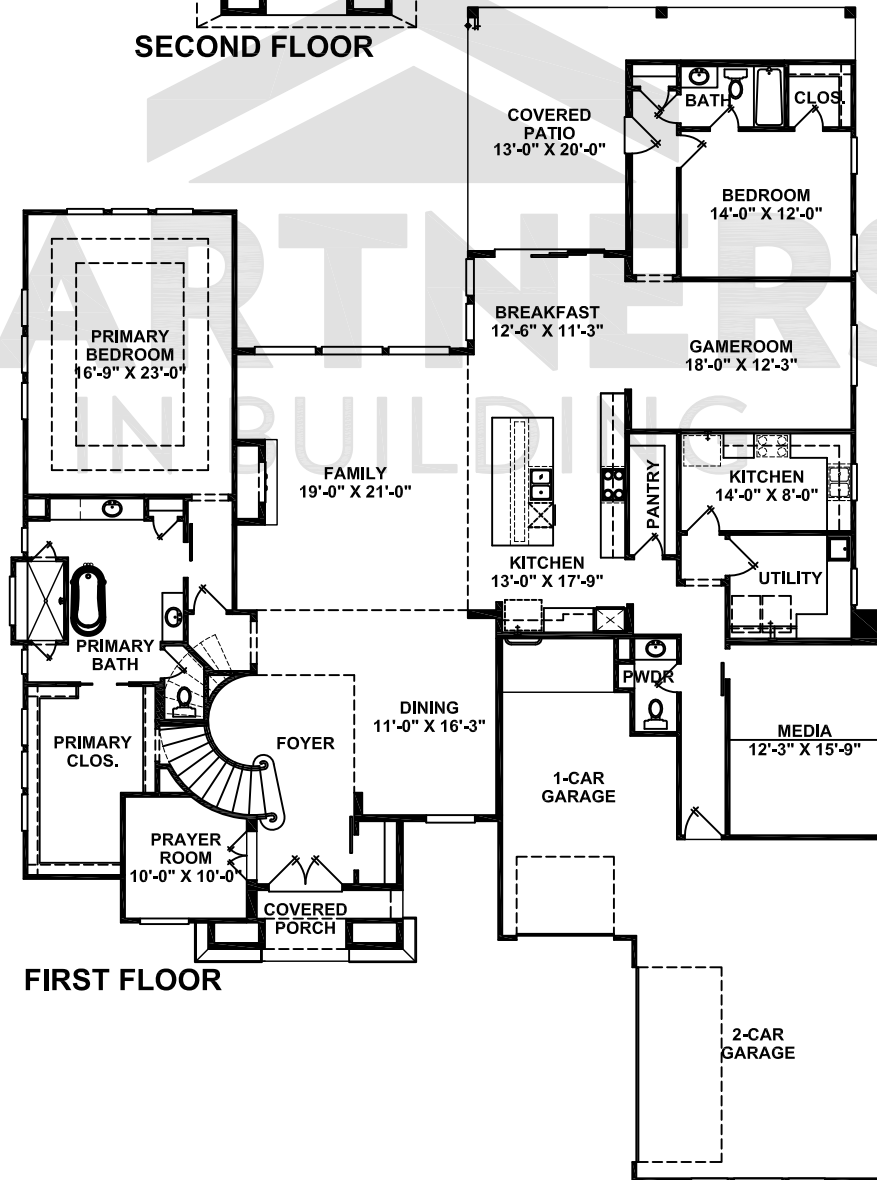 SECOND FLOOR
COVERED
PATIO
13'-0" X 20'-0"
BATH
CLOS.
BEDROOM
14'-0" X 12'-0"
BREAKFAST
12'-6" X 11'-3"
GAMEROOM
18'-0" X 12'-3"
PRIMARY
BEDROOM
16'-9" X 23'-0"
ARTNERS
IN BUILDING
FAMILY
19'-0" X 21'-0"
PANTRY
KITCHEN
14'-0" X 8'-0"
KITCHEN
13'-0" X 17'-9"
UTILITY
PRIMARY
BATH
PWDR
DINING
11'-0" X 16'-3"
FOYER
PRIMARY
CLOS.
MEDIA
12'-3" X 15'-9"
1-CAR
GARAGE
PRAYER
ROOM
10'-0" X 10'-0"
COVERED
PORCH
FIRST FLOOR
2-CAR
GARAGE